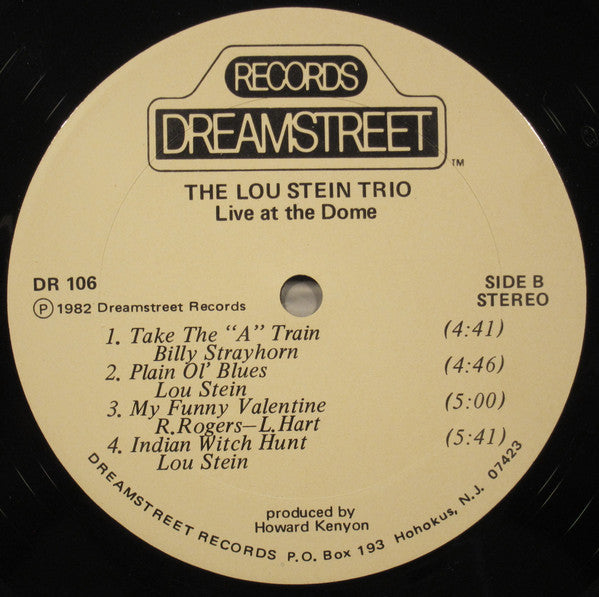 RECORDS
DREAMSTREET™
THE LOU STEIN TRIO
Live at the Dome
DR 106
SIDE B
Ⓟ 1982 Dreamstreet Records
STEREO
1. Take The “A” Train (4:41)
Billy Strayhorn
2. Plain Ol’ Blues (4:46)
Lou Stein
3. My Funny Valentine (5:00)
R.Rogers—L.Hart
4. Indian Witch Hunt (5:41)
Lou Stein
produced by
Howard Kenyon
DREAMSTREET RECORDS P.O. Box 193 Hohokus, N.J. 07423